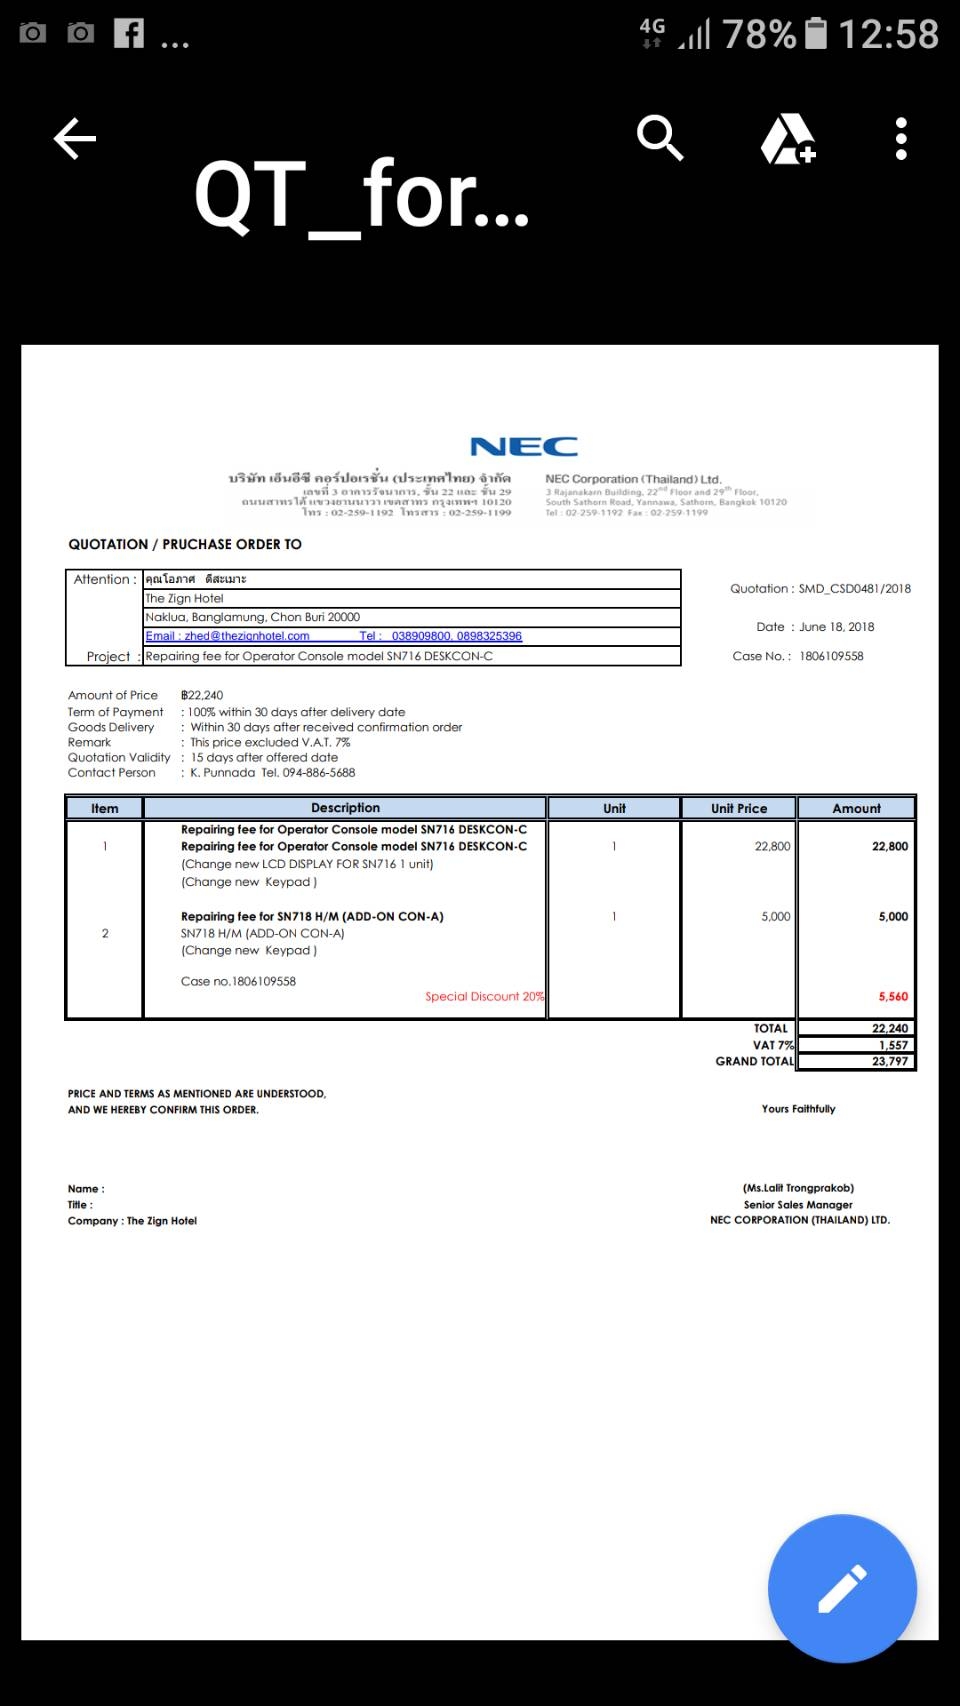 4G 78% 12:58
QT_for...
NEC
บริษัท เอ็นอีซี คอร์ปอเรชั่น (ประเทศไทย) จำกัด
เลขที่ 3 อาคารรัจนาการ, ชั้น 22 และ ชั้น 29
ถนนสาทรใต้ แขวงยานนาวา เขตสาทร กรุงเทพฯ 10120
โทร : 02-259-1192 โทรสาร : 02-259-1199
NEC Corporation (Thailand) Ltd.
3 Rajanakarn Building, 22nd Floor and 29th Floor,
South Sathorn Road, Yannawa, Sathorn, Bangkok 10120
Tel : 02-259-1192 Fax : 02-259-1199
QUOTATION / PRUCHASE ORDER TO
Attention : คุณโอภาศ ดีสะเมาะ
The Zign Hotel
Naklua, Banglamung, Chon Buri 20000
Email : zhed@thezignhotel.com Tel : 038909800, 0898325396
Project : Repairing fee for Operator Console model SN716 DESKCON-C
Quotation : SMD_CSD0481/2018
Date : June 18, 2018
Case No. : 1806109558
Amount of Price ฿22,240
Term of Payment : 100% within 30 days after delivery date
Goods Delivery : Within 30 days after received confirmation order
Remark : This price excluded V.A.T. 7%
Quotation Validity : 15 days after offered date
Contact Person : K. Punnada Tel. 094-886-5688
Item Description Unit Unit Price Amount
Repairing fee for Operator Console model SN716 DESKCON-C
1 Repairing fee for Operator Console model SN716 DESKCON-C 1 22,800 22,800
(Change new LCD DISPLAY FOR SN716 1 unit)
(Change new Keypad )
Repairing fee for SN718 H/M (ADD-ON CON-A) 1 5,000 5,000
2 SN718 H/M (ADD-ON CON-A)
(Change new Keypad )
Case no.1806109558
Special Discount 20% 5,560
TOTAL 22,240
VAT 7% 1,557
GRAND TOTAL 23,797
PRICE AND TERMS AS MENTIONED ARE UNDERSTOOD,
AND WE HEREBY CONFIRM THIS ORDER.
Yours Faithfully
Name :
Title :
Company : The Zign Hotel
(Ms.Lalit Trongprakob)
Senior Sales Manager
NEC CORPORATION (THAILAND) LTD.